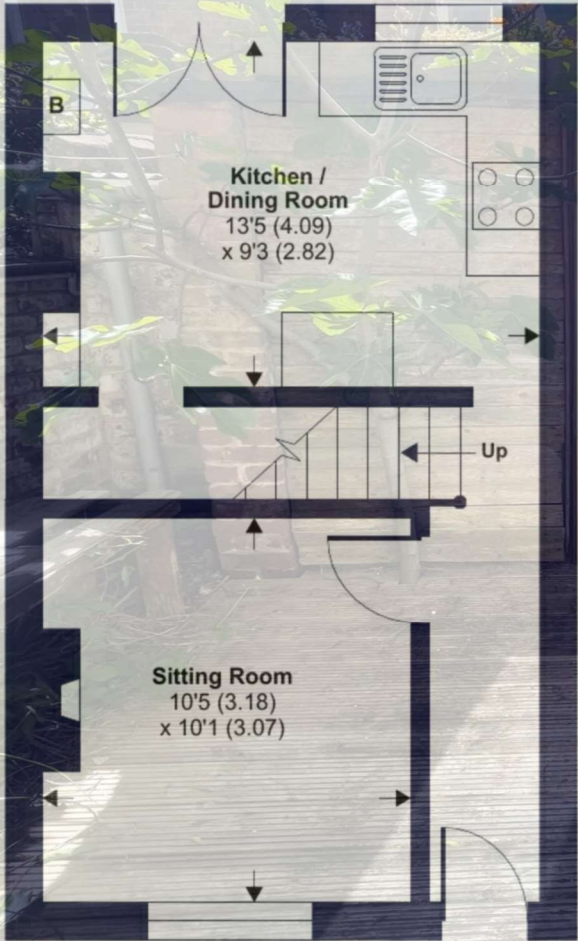 B
Kitchen /
Dining Room
13'5 (4.09)
x 9'3 (2.82)
Up
Sitting Room
10'5 (3.18)
x 10'1 (3.07)